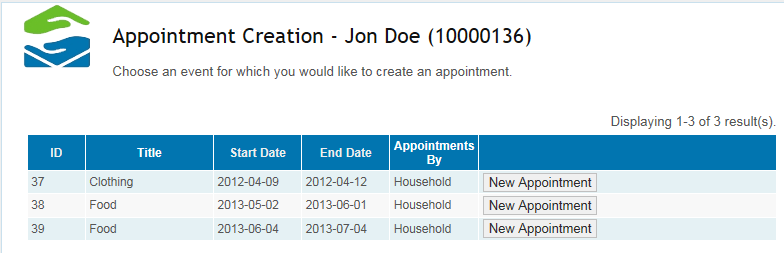 Appointment Creation - Jon Doe (10000136)
Choose an event for which you would like to create an appointment.
Displaying 1-3 of 3 result(s).
ID Title Start Date End Date Appointments By
37 Clothing 2012-04-09 2012-04-12 Household New Appointment
38 Food 2013-05-02 2013-06-01 Household New Appointment
39 Food 2013-06-04 2013-07-04 Household New Appointment